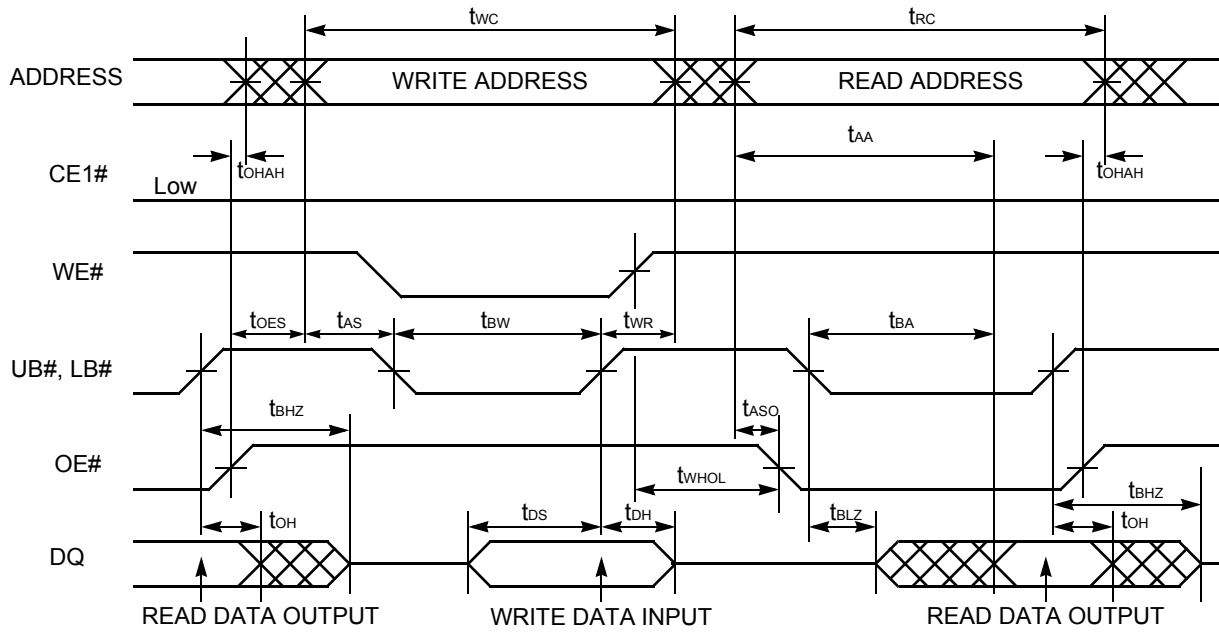 tWC
tRC
ADDRESS
WRITE ADDRESS
READ ADDRESS
tAA
tOHAH
tOHAH
CE1#
Low
WE#
tOES
tAS
tBW
tWR
tBA
UB#, LB#
tBHZ
tASO
OE#
tWHOL
tBHZ
tOH
tDS
tDH
tBLZ
tOH
DQ
READ DATA OUTPUT
WRITE DATA INPUT
READ DATA OUTPUT